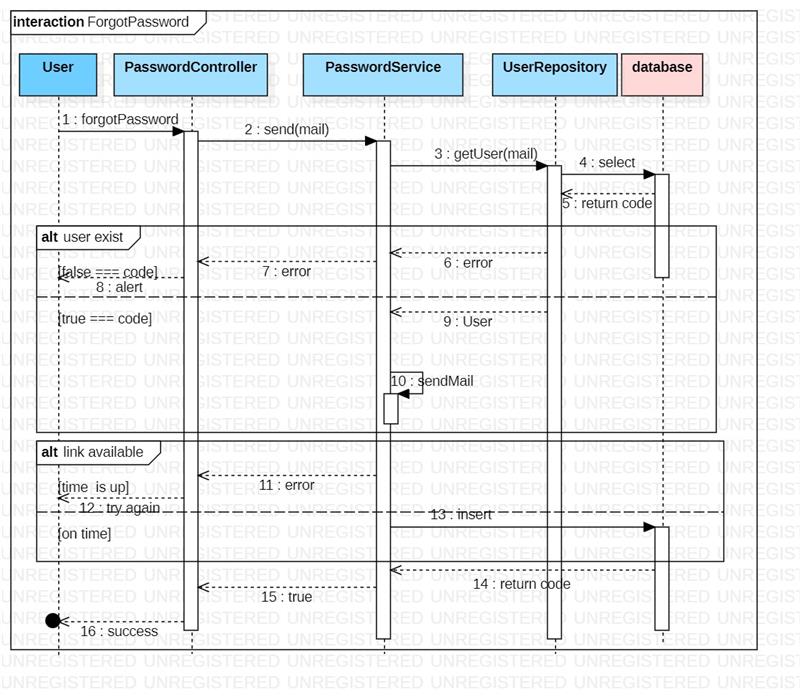 interaction ForgotPassword
User
PasswordController
PasswordService
UserRepository
database
1 : forgotPassword
2 : send(mail)
3 : getUser(mail)
4 : select
5 : return code
alt user exist
6 : error
7 : error
[false === code]
8 : alert
9 : User
[true === code]
10 : sendMail
alt link available
11 : error
[time is up]
12 : try again
13 : insert
[on time]
14 : return code
15 : true
16 : success
UNREGISTERED